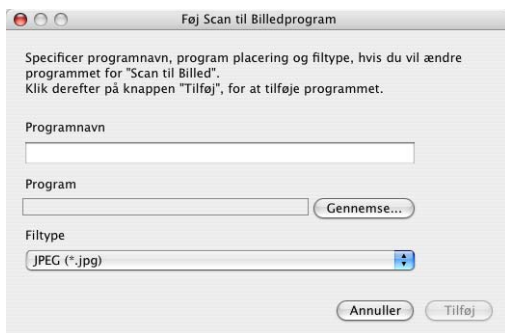 Føj Scan til Billedprogram
Specificer programnavn, program placering og filtype, hvis du vil ændre
programmet for "Scan til Billed".
Klik derefter på knappen "Tilføj", for at tilføje programmet.
Programnavn
Program
Gennemse...
Filtype
JPEG (*.jpg)
Annuller
Tilføj